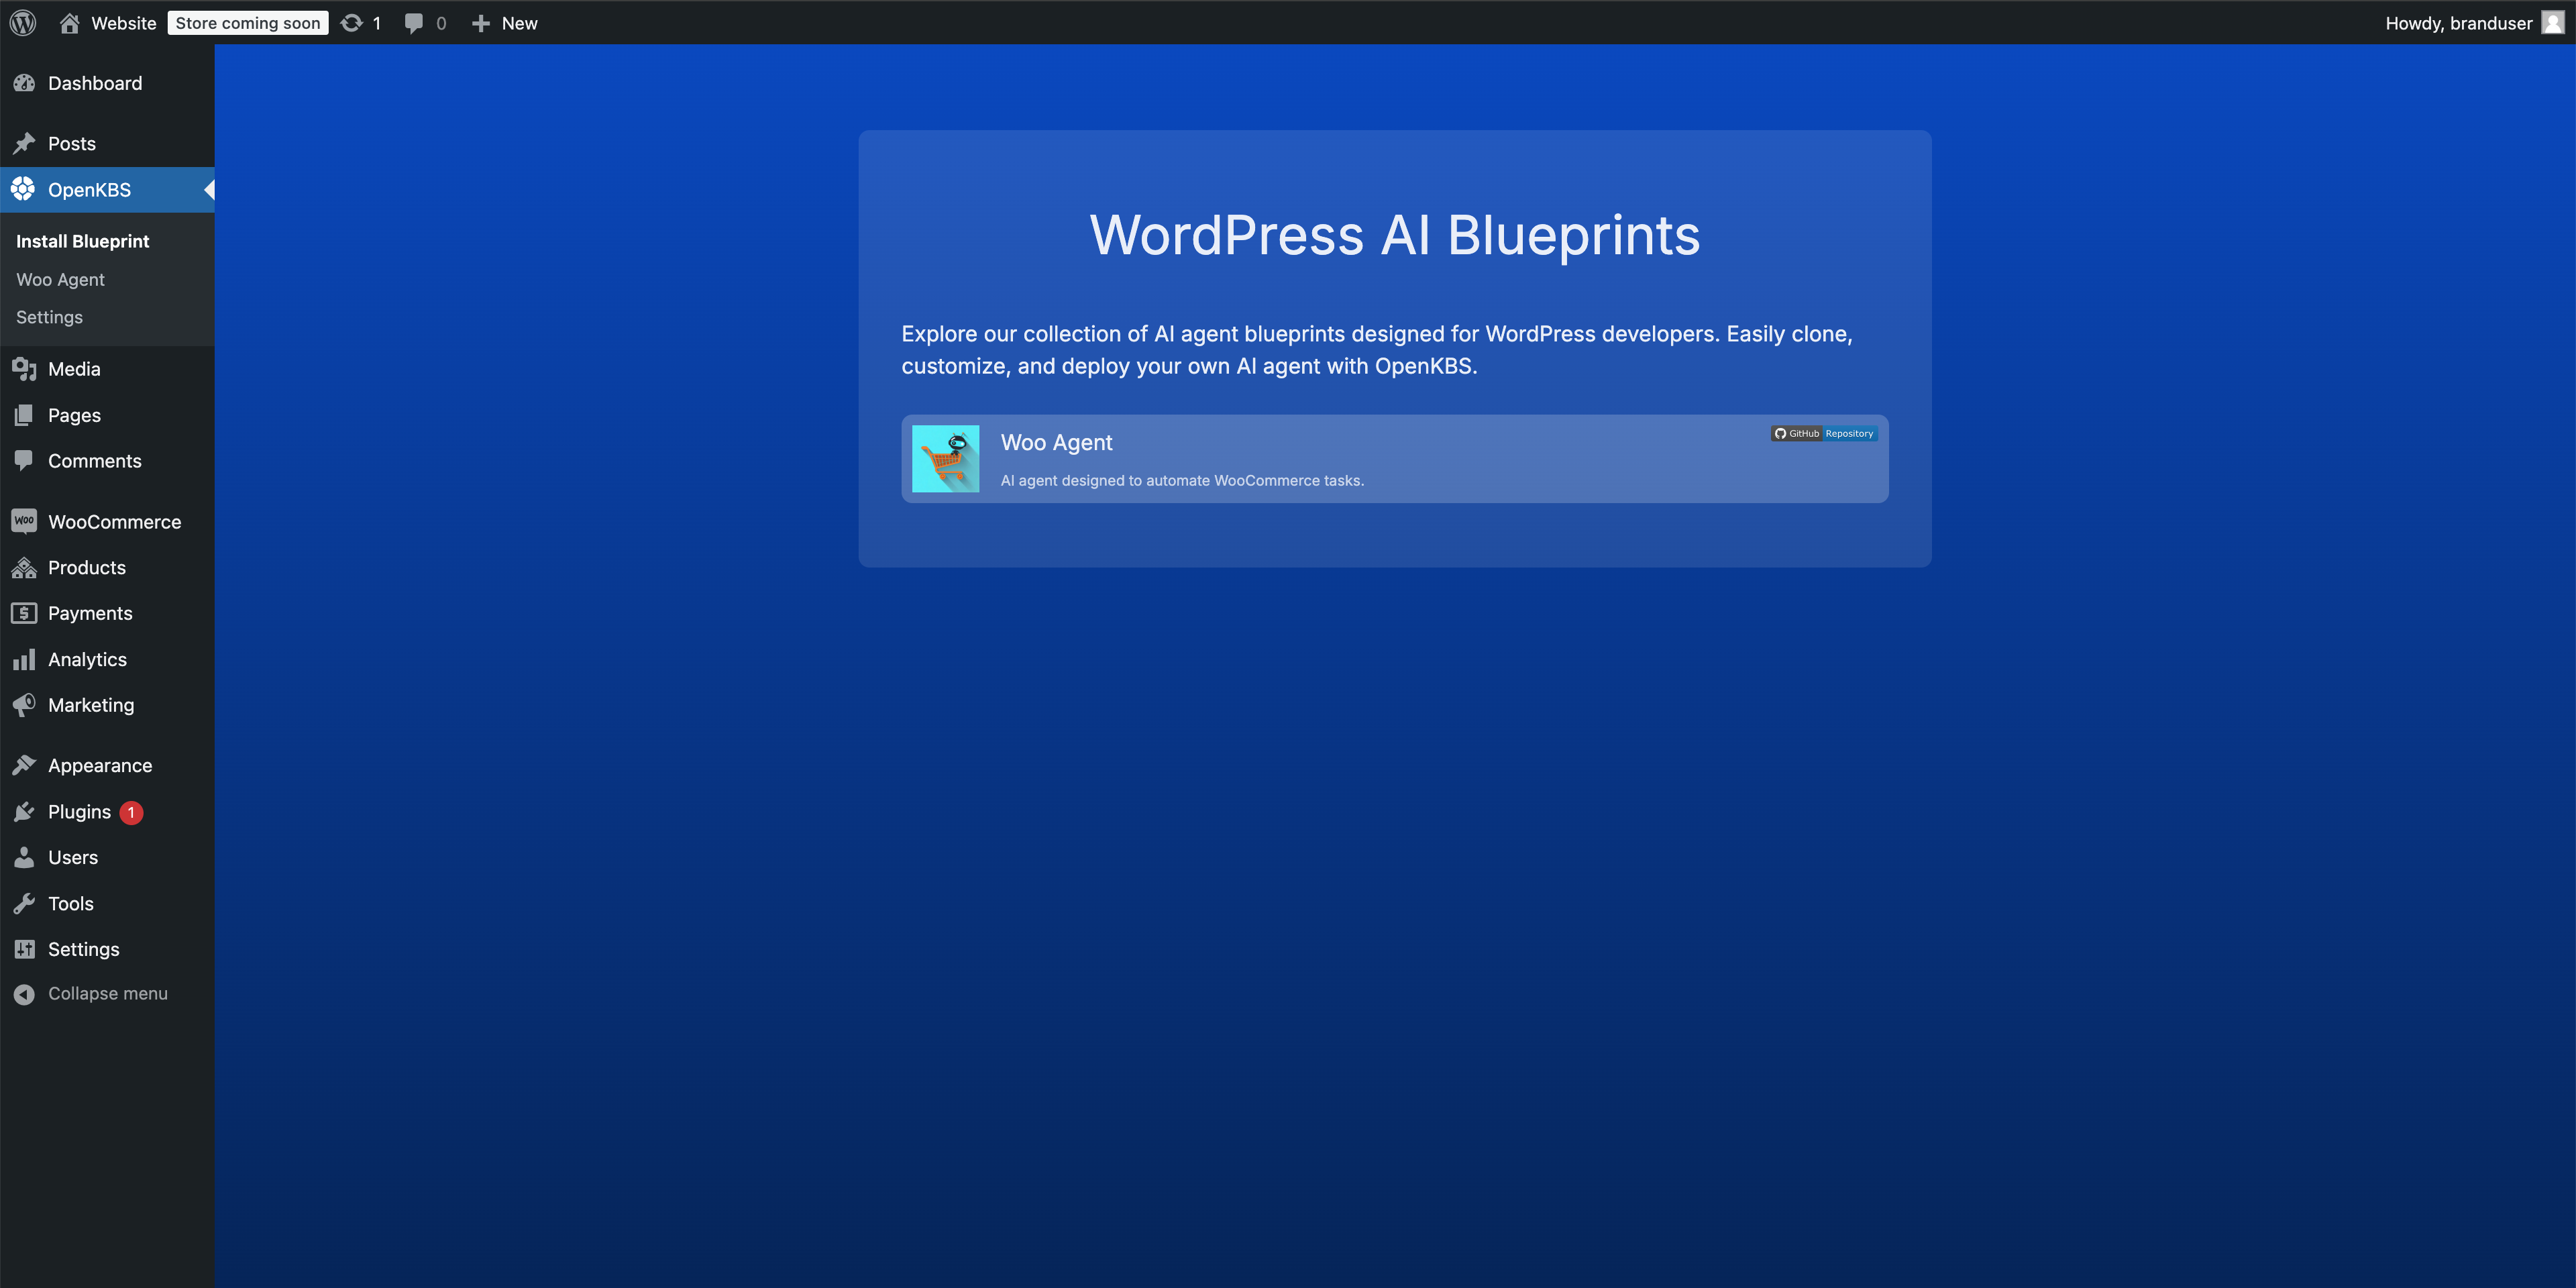 Website
Store coming soon
1
0
New
Howdy, branduser
Dashboard
Posts
OpenKBS
Install Blueprint
Woo Agent
Settings
Media
Pages
Comments
Woo
WooCommerce
Products
Payments
Analytics
Marketing
Appearance
Plugins 1
Users
Tools
Settings
Collapse menu
WordPress AI Blueprints
Explore our collection of AI agent blueprints designed for WordPress developers. Easily clone,
customize, and deploy your own AI agent with OpenKBS.
Woo Agent
GitHub Repository
AI agent designed to automate WooCommerce tasks.